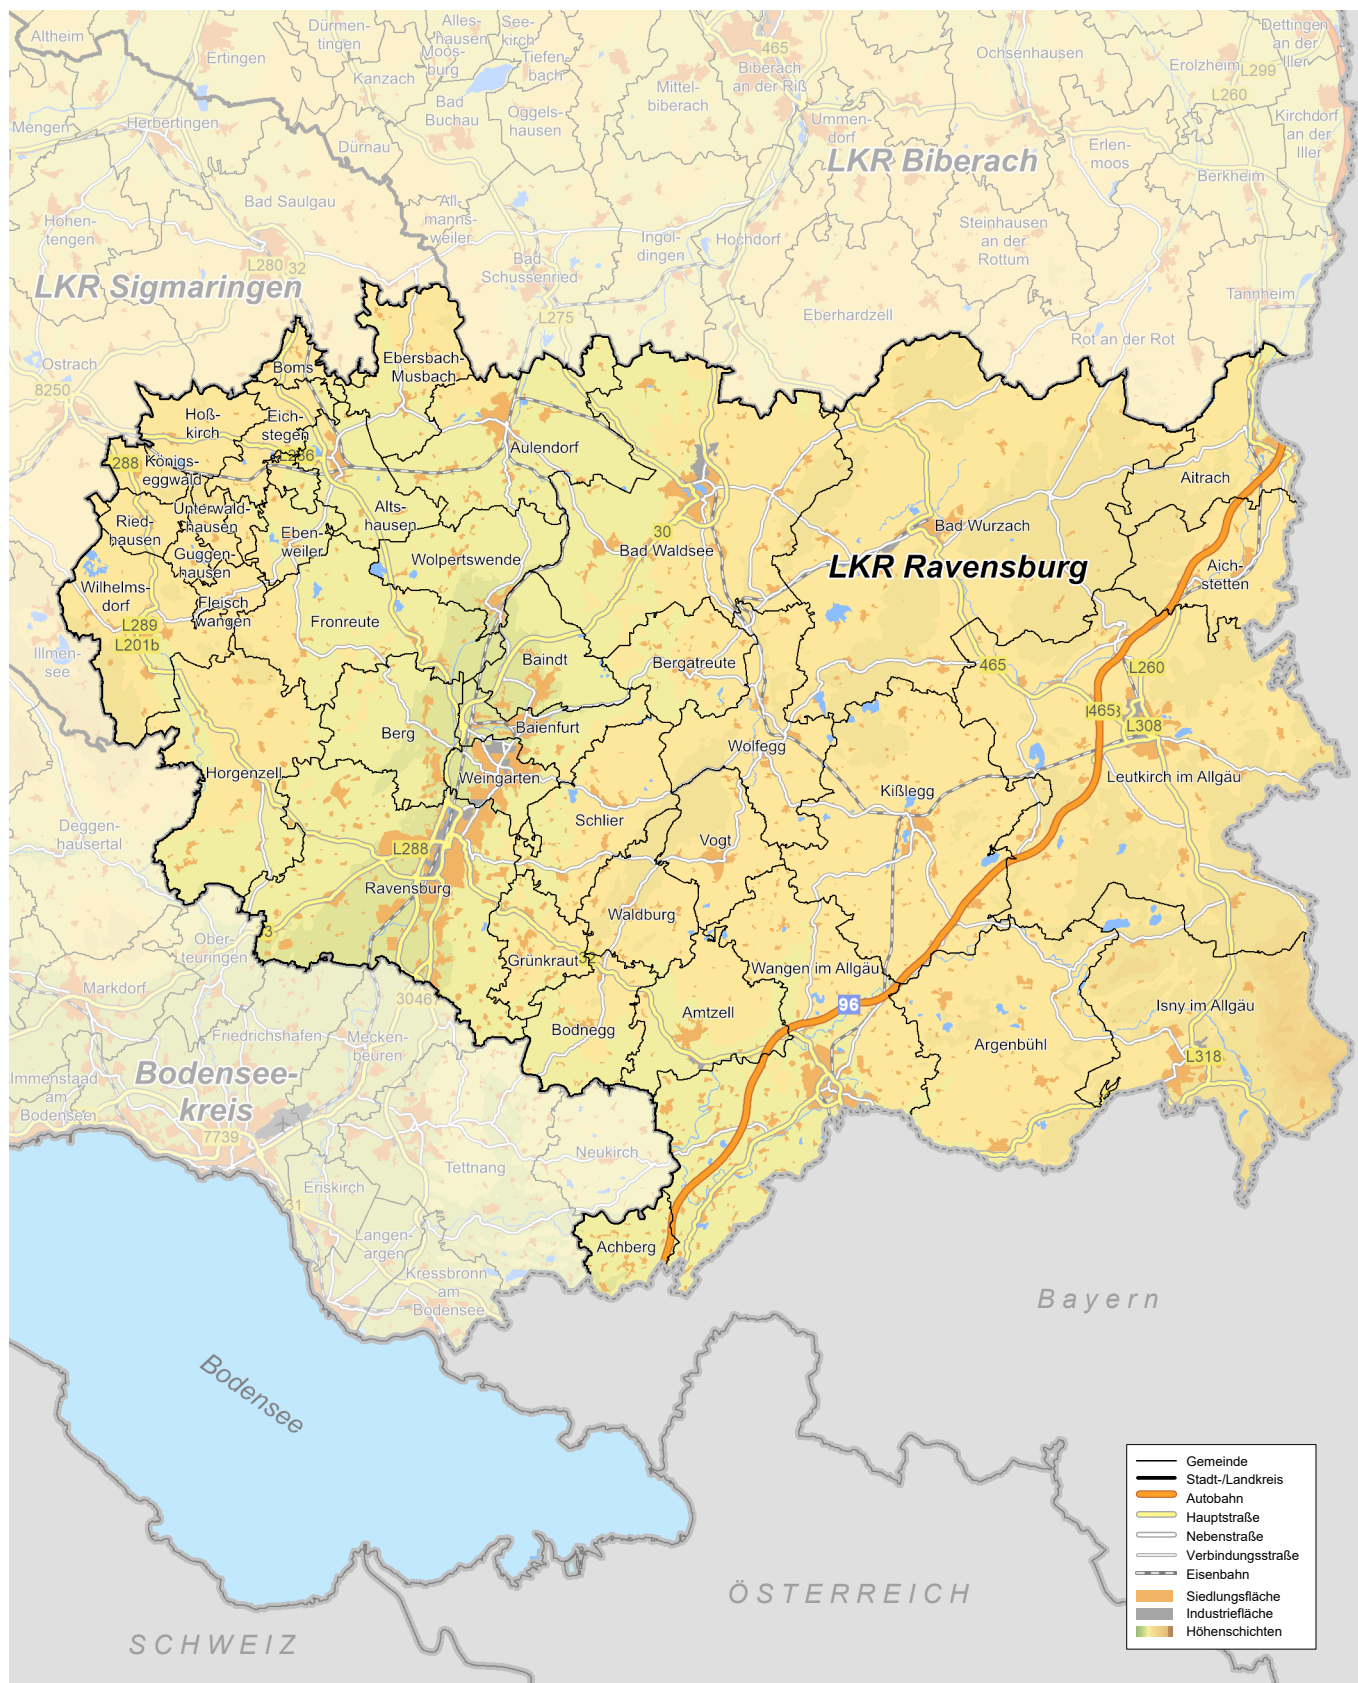 Altheim
Ertingen
Dürmen-
tingen
Alles-
hausen
See-
kirch
Moos-
burg
Tiefen-
bach
Kanzach
Bad
Buchau
Oggels-
hausen
Mittel-
biberach
465
Biberach
an der Riß
Ochsenhausen
Dettingen
an der
Iller
Erolzheim
L299
L260
Kirchdorf
an der
Iller
Mengen
Herbertingen
Dürnau
Ummen-
dorf
Erlen-
moos
LKR Biberach
Berkheim
Bad Saulgau
All-
manns-
weiler
Hohen-
tengen
Ingol-
dingen
Hochdorf
Steinhausen
an der
Rottum
L280
32
Bad
Schussenried
LKR Sigmaringen
Tannheim
L275
Eberhardzell
Rot an der Rot
Ostrach
8250
Boms
Ebersbach-
Musbach
Hoß-
kirch
Eich-
stegen
Aulendorf
L286
L288
Königs-
eggwald
Aitrach
Ried-
hausen
Unterwald-
hausen
Alts-
hausen
Eben-
weiler
30
Bad Waldsee
Bad Wurzach
Guggen-
hausen
Wolpertswende
LKR Ravensburg
Aich-
stetten
Wilhelms-
dorf
Fleisch
wangen
L289
L201b
Fronreute
Illmen-
see
Baindt
Bergatreute
465
L260
Berg
Baienfurt
465
L308
Wolfegg
Horgenzell
Weingarten
Leutkirch im Allgäu
Kißlegg
Deggen-
hausertal
Schlier
Vogt
L288
Ravensburg
Waldburg
3
Ober-
teuringen
Grünkraut
32
Wangen im Allgäu
Markdorf
30
467
96
Isny im Allgäu
Amtzell
Bodnegg
Friedrichshafen
Mecken-
beuren
Argenbühl
L318
Immenstaad
am
Bodensee
Bodensee-
kreis
7739
Neukirch
Tettnang
Eriskirch
31
Langen-
argen
Achberg
Kressbronn
am
Bodensee
Bayern
Bodensee
Gemeinde
Stadt-/Landkreis
Autobahn
Hauptstraße
Nebenstraße
Verbindungsstraße
Eisenbahn
Siedlungsfläche
Industriefläche
Höhenschichten
ÖSTERREICH
SCHWEIZ